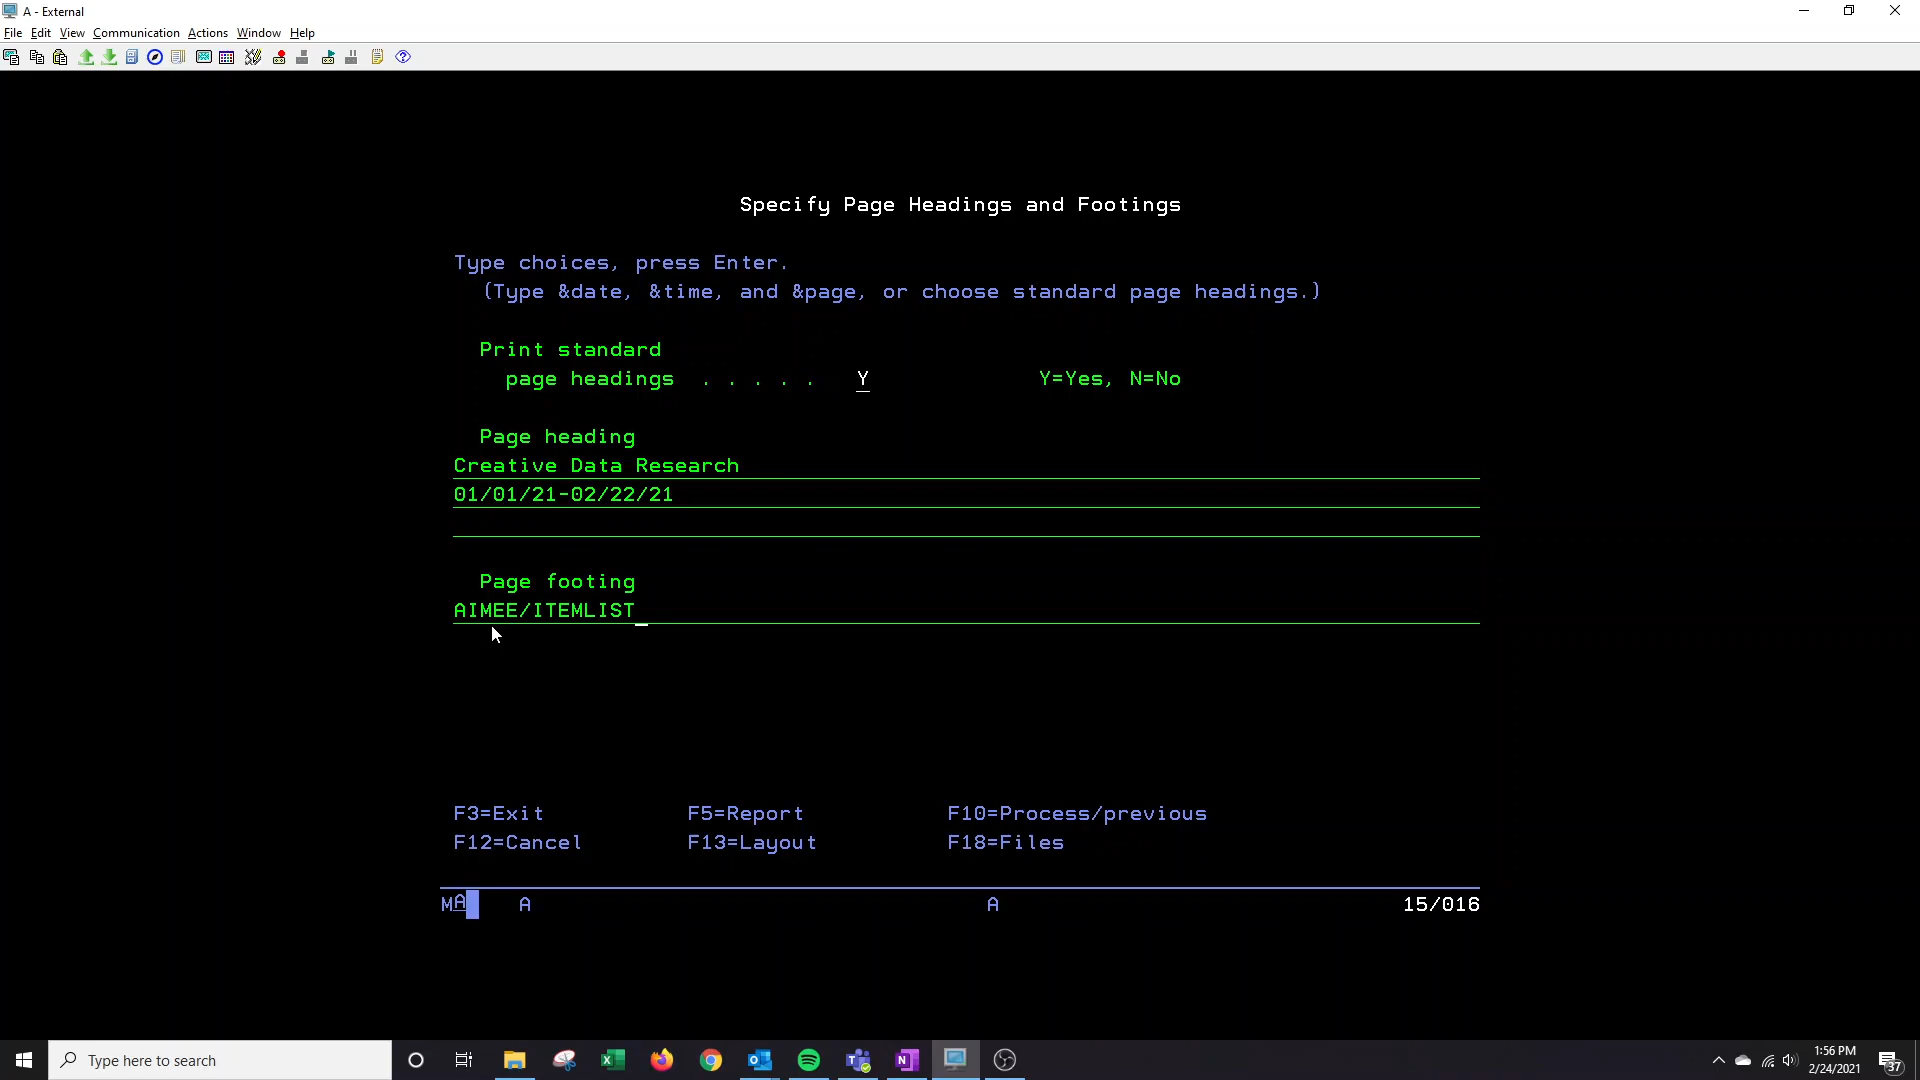 A - External
File Edit View Communication Actions Window Help
Specify Page Headings and Footings
Type choices, press Enter.
(Type &date, &time, and &page, or choose standard page headings.)
Print standard
page headings . . . . . Y Y=Yes, N=No
Page heading
Creative Data Research
01/01/21-02/22/21
Page footing
AIMEE/ITEMLIST
F3=Exit F5=Report F10=Process/previous
F12=Cancel F13=Layout F18=Files
MA A A 15/016
Type here to search
1:56 PM
2/24/2021
37